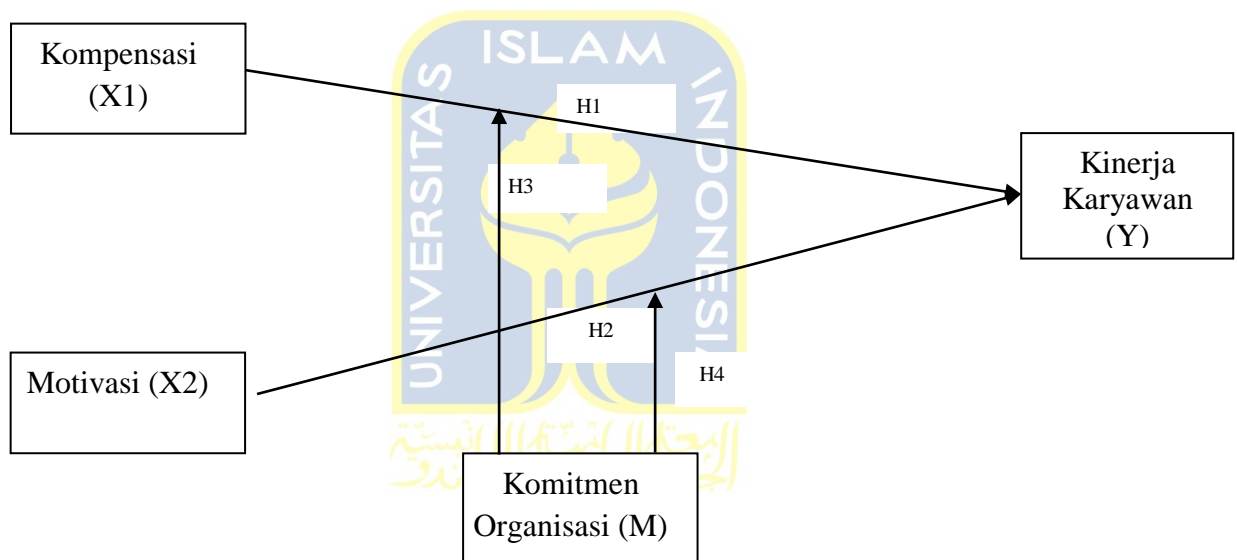 Kompensasi
(X1)
ISLAM
UNIVERSITAS
INDONESIA
H1
H3
Kinerja
Karyawan
(Y)
H2
H4
Motivasi (X2)
Komitmen
Organisasi (M)